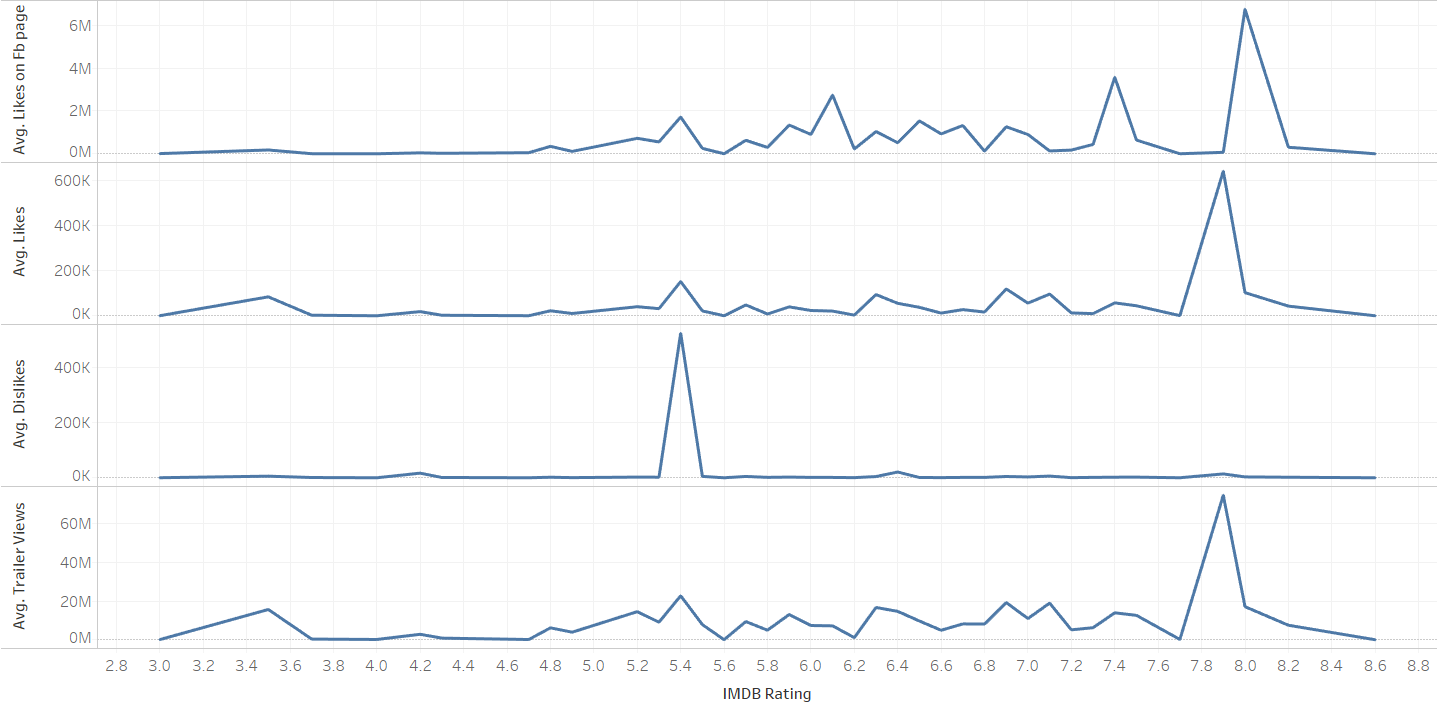 Avg. Likes on Fb page
6M
4M
2M
0M
Avg. Likes
600K
400K
200K
0K
Avg. Dislikes
400K
200K
0K
Avg. Trailer Views
60M
40M
20M
0M
2.8 3.0 3.2 3.4 3.6 3.8 4.0 4.2 4.4 4.6 4.8 5.0 5.2 5.4 5.6 5.8 6.0 6.2 6.4 6.6 6.8 7.0 7.2 7.4 7.6 7.8 8.0 8.2 8.4 8.6 8.8
IMDB Rating